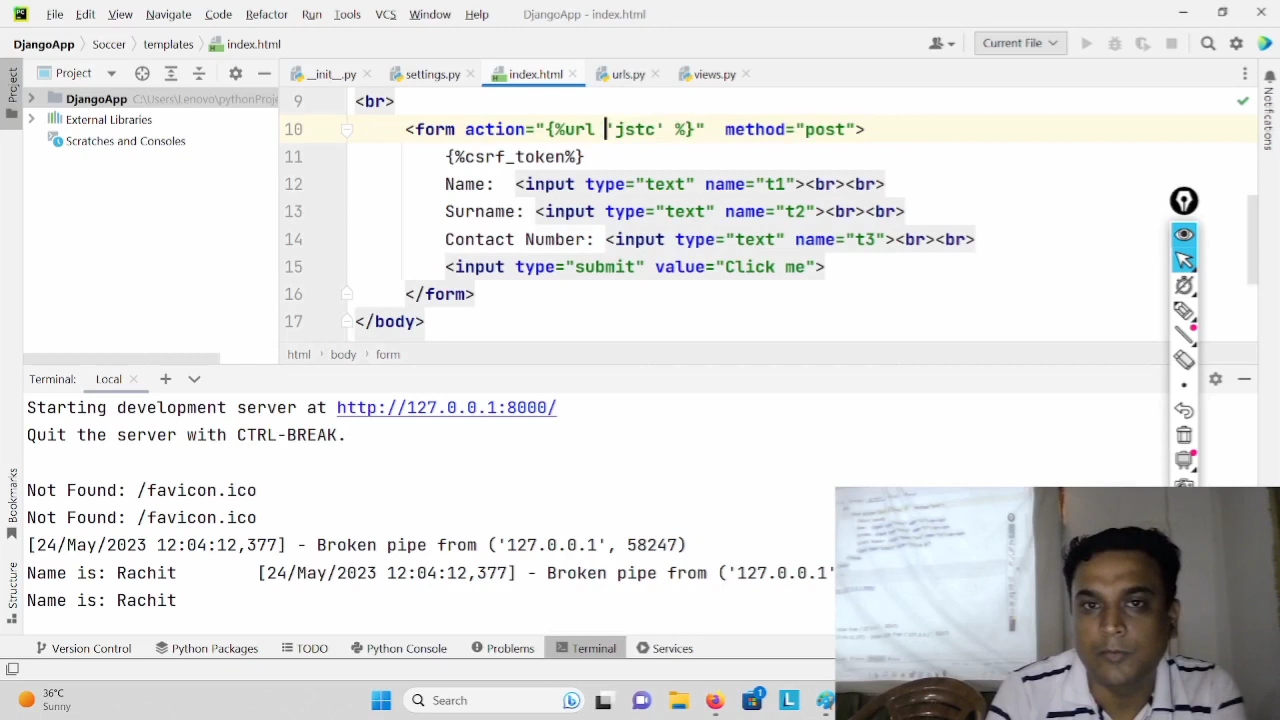 File Edit View Navigate Code Refactor Run Tools VCS Window Help DjangoApp - index.html
DjangoApp Soccer templates index.html Current File
Project __init__.py settings.py index.html urls.py views.py
Project
DjangoApp C:\Users\Lenovo\pythonProje
External Libraries
Scratches and Consoles
Notifications
9 <br>
10 <form action="{%url 'jstc' %}" method="post">
11 {%csrf_token%}
12 Name: <input type="text" name="t1"><br><br>
13 Surname: <input type="text" name="t2"><br><br>
14 Contact Number: <input type="text" name="t3"><br><br>
15 <input type="submit" value="Click me">
16 </form>
17 </body>
html body form
Terminal: Local
Starting development server at http://127.0.0.1:8000/
Quit the server with CTRL-BREAK.
Not Found: /favicon.ico
Not Found: /favicon.ico
[24/May/2023 12:04:12,377] - Broken pipe from ('127.0.0.1', 58247)
Name is: Rachit [24/May/2023 12:04:12,377] - Broken pipe from ('127.0.0.1'
Name is: Rachit
Bookmarks
Structure
Version Control Python Packages TODO Python Console Problems Terminal Services
36°C
Sunny
Search